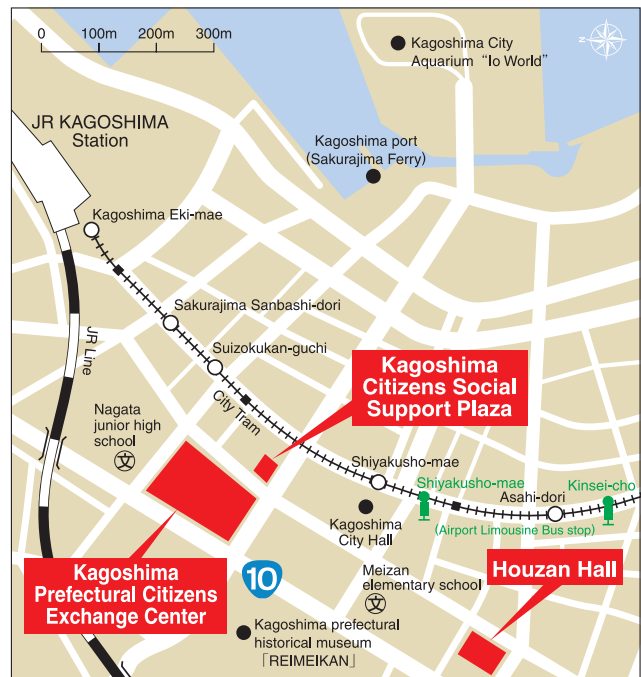 0 100m 200m 300m
Kagoshima City
Aquarium “Io World”
N
JR KAGOSHIMA
Station
Kagoshima port
(Sakurajima Ferry)
Kagoshima Eki-mae
Sakurajima Sanbashi-dori
Suizokukan-guchi
JR Line
City Tram
Kagoshima
Citizens Social
Support Plaza
Nagata
junior high
school
文
Shiyakusho-mae
Shiyakusho-mae
Kinsei-cho
Asahi-dori
(Airport Limousine Bus stop)
Kagoshima
City Hall
Kagoshima
Prefectural Citizens
Exchange Center
10
Meizan
elementary school
文
Houzan Hall
Kagoshima prefectural
historical museum
「REIMEIKAN」